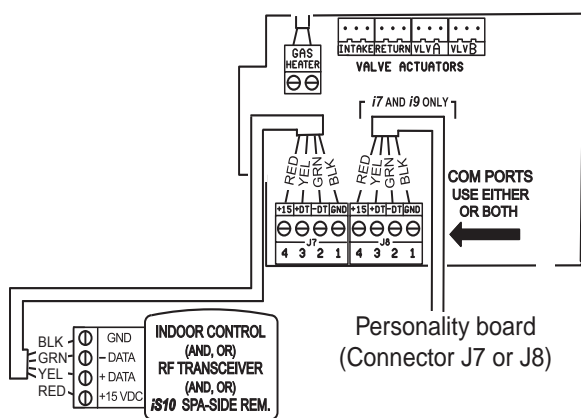 GAS
HEATER
INTAKE RETURN VLV A VLV B
VALVE ACTUATORS
i7 AND i9 ONLY
RED YEL GRN BLK RED YEL GRN BLK
+15 +DT -DT GND +15 +DT -DT GND
J7 J8
4 3 2 1 4 3 2 1
COM PORTS
USE EITHER
OR BOTH
BLK GND
GRN - DATA
YEL + DATA
RED +15 VDC
INDOOR CONTROL
(AND, OR)
RF TRANSCEIVER
(AND, OR)
iS10 SPA-SIDE REM.
Personality board
(Connector J7 or J8)